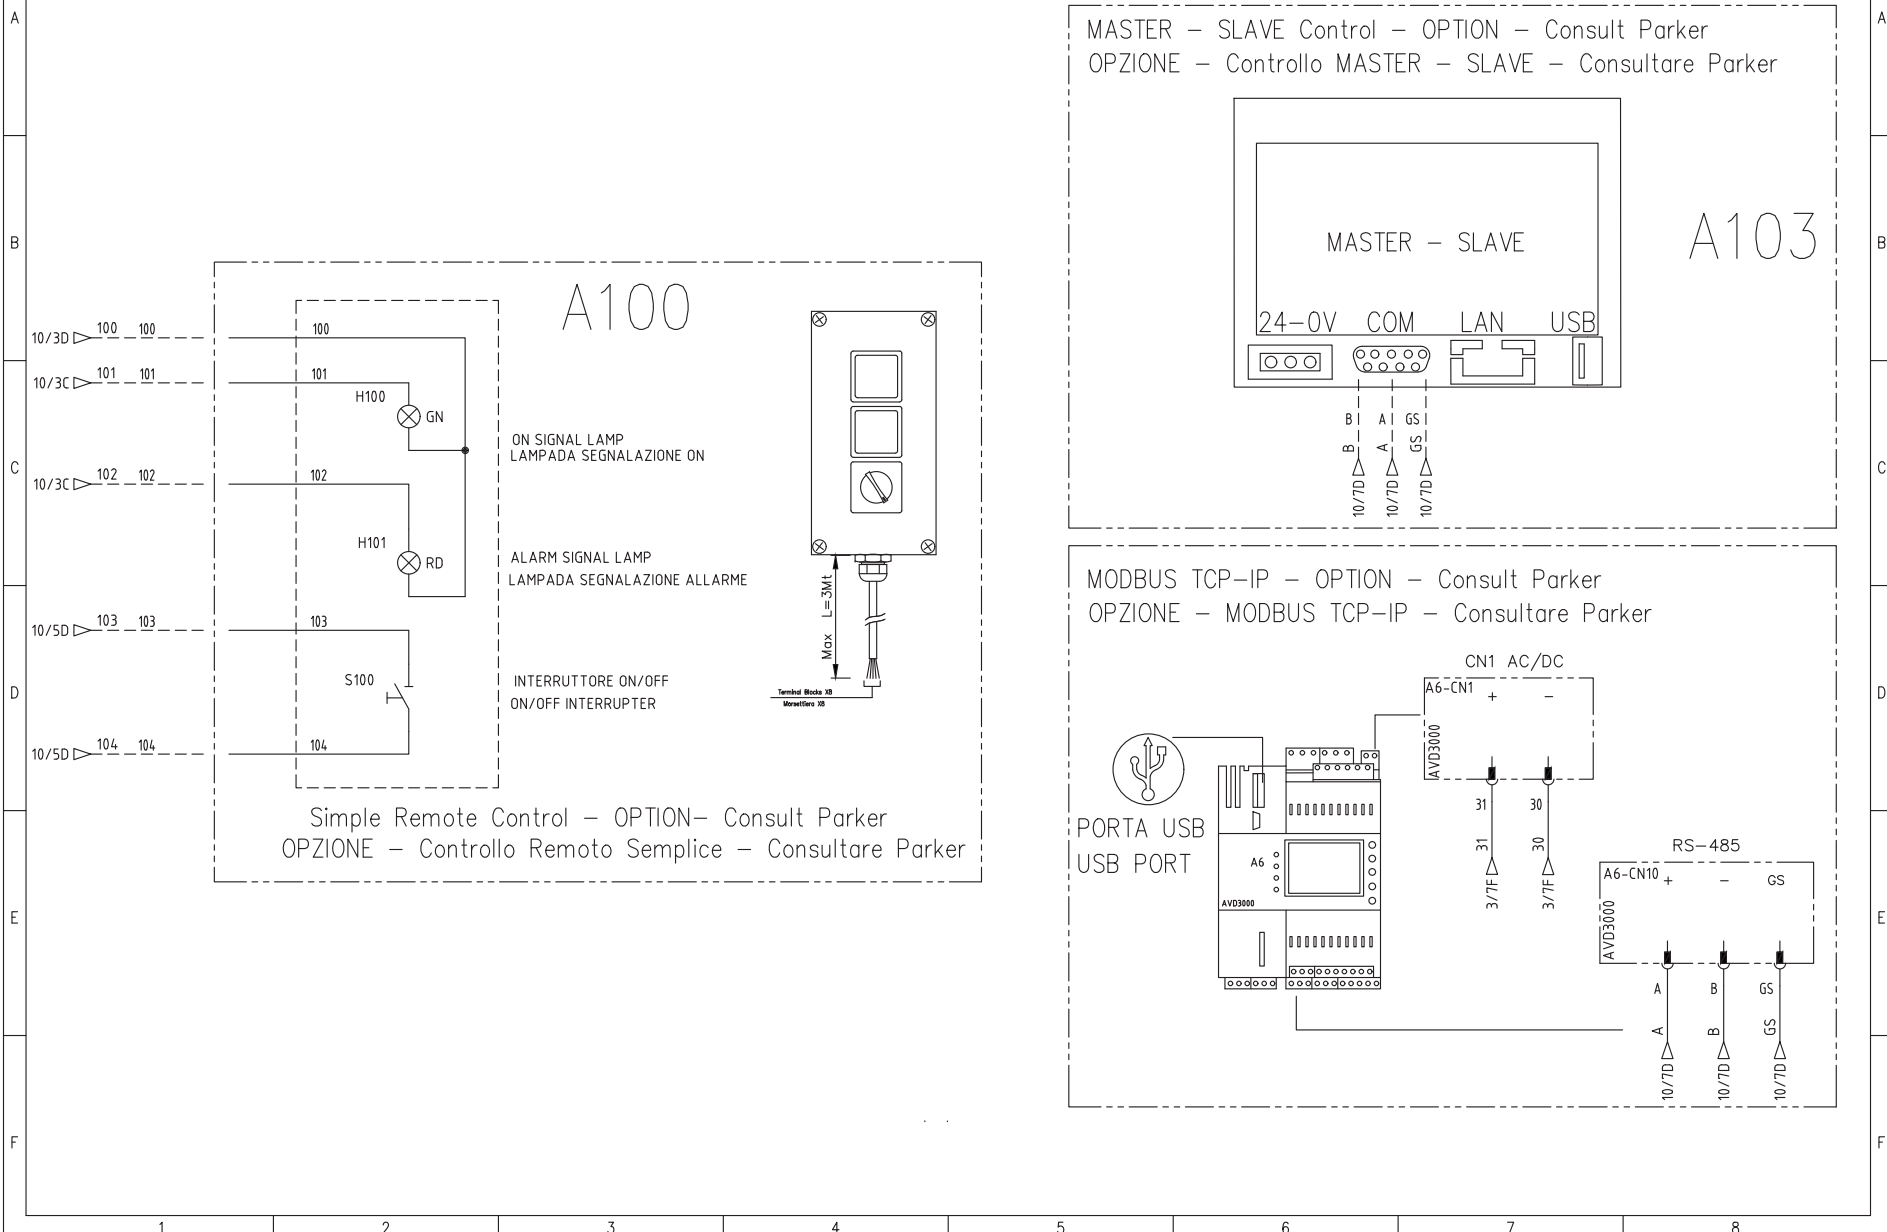 A
A
MASTER – SLAVE Control – OPTION – Consult Parker
OPZIONE – Controllo MASTER – SLAVE – Consultare Parker
B
B
MASTER – SLAVE
A103
24-0V COM LAN USB
B A GS
B A GS
10/7D 10/7D 10/7D
A100
10/3D 100 100 100
10/3C 101 101 101
H100
GN
ON SIGNAL LAMP
LAMPADA SEGNALAZIONE ON
C
C
10/3C 102 102 102
H101
RD
ALARM SIGNAL LAMP
LAMPADA SEGNALAZIONE ALLARME
10/5D 103 103 103
S100
INTERRUTTORE ON/OFF
ON/OFF INTERRUPTER
D
D
10/5D 104 104 104
Max L=3Mt
Terminal Blocks X8
Morsettiera X8
Simple Remote Control – OPTION– Consult Parker
OPZIONE – Controllo Remoto Semplice – Consultare Parker
MODBUS TCP-IP – OPTION – Consult Parker
OPZIONE – MODBUS TCP-IP – Consultare Parker
CN1 AC/DC
A6-CN1
+ –
AVD3000
31 30
31 30
3/7F 3/7F
PORTA USB
USB PORT
A6
AVD3000
RS-485
A6-CN10
+ – GS
AVD3000
A B GS
A B GS
10/7D 10/7D 10/7D
E
E
F
F
1 2 3 4 5 6 7 8